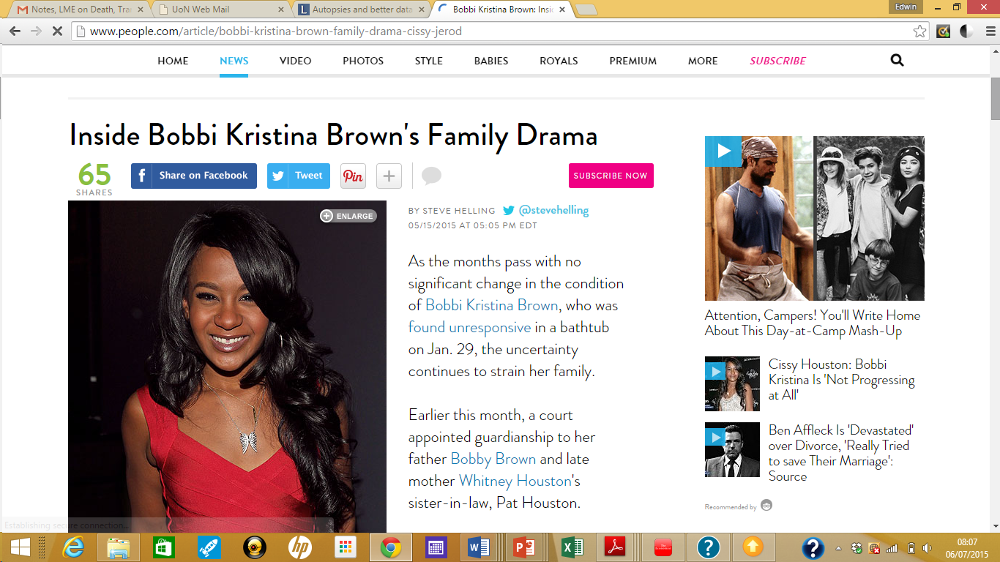 Notes, LME on Death, Tra
UoN Web Mail
Autopsies and better data
Bobbi Kristina Brown: Insi
Edwin
www.people.com/article/bobbi-kristina-brown-family-drama-cissy-jerod
HOME NEWS VIDEO PHOTOS STYLE BABIES ROYALS PREMIUM MORE SUBSCRIBE
Inside Bobbi Kristina Brown's Family Drama
65
SHARES
f Share on Facebook
Tweet
Pin
+
SUBSCRIBE NOW
+ ENLARGE
BY STEVE HELLING @stevehelling
05/15/2015 AT 05:05 PM EDT
As the months pass with no
significant change in the condition
of Bobbi Kristina Brown, who was
found unresponsive in a bathtub
on Jan. 29, the uncertainty
continues to strain her family.
Earlier this month, a court
appointed guardianship to her
father Bobby Brown and late
mother Whitney Houston's
sister-in-law, Pat Houston.
Attention, Campers! You'll Write Home
About This Day-at-Camp Mash-Up
Cissy Houston: Bobbi
Kristina Is 'Not Progressing
at All'
Ben Affleck Is 'Devastated'
over Divorce, 'Really Tried
to save Their Marriage':
Source
Recommended by
Establishing secure connection...
hp
08:07
06/07/2015